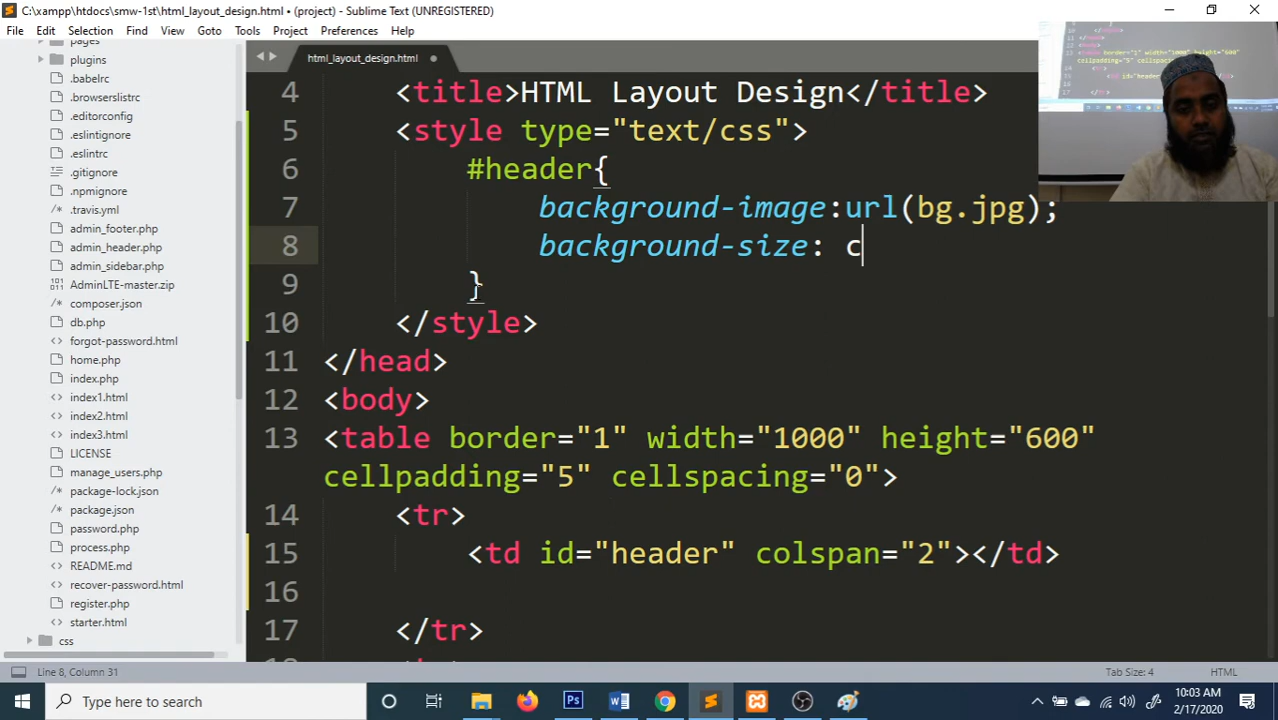 C:\xampp\htdocs\smw-1st\html_layout_design.html • (project) - Sublime Text (UNREGISTERED)
File Edit Selection Find View Goto Tools Project Preferences Help
html_layout_design.html
pages
plugins
.babelrc
.browserslistrc
.editorconfig
.eslintignore
.eslintrc
.gitignore
.npmignore
.travis.yml
admin_footer.php
admin_header.php
admin_sidebar.php
AdminLTE-master.zip
composer.json
db.php
forgot-password.html
home.php
index.php
index1.html
index2.html
index3.html
LICENSE
manage_users.php
package-lock.json
package.json
password.php
process.php
README.md
recover-password.html
register.php
starter.html
css
4 <title>HTML Layout Design</title>
5 <style type="text/css">
6 #header{
7 background-image:url(bg.jpg);
8 background-size: c
9 }
10 </style>
11 </head>
12 <body>
13 <table border="1" width="1000" height="600"
cellpadding="5" cellspacing="0">
14 <tr>
15 <td id="header" colspan="2"></td>
16
17 </tr>
Line 8, Column 31
Tab Size: 4
HTML
Type here to search
10:03 AM
2/17/2020